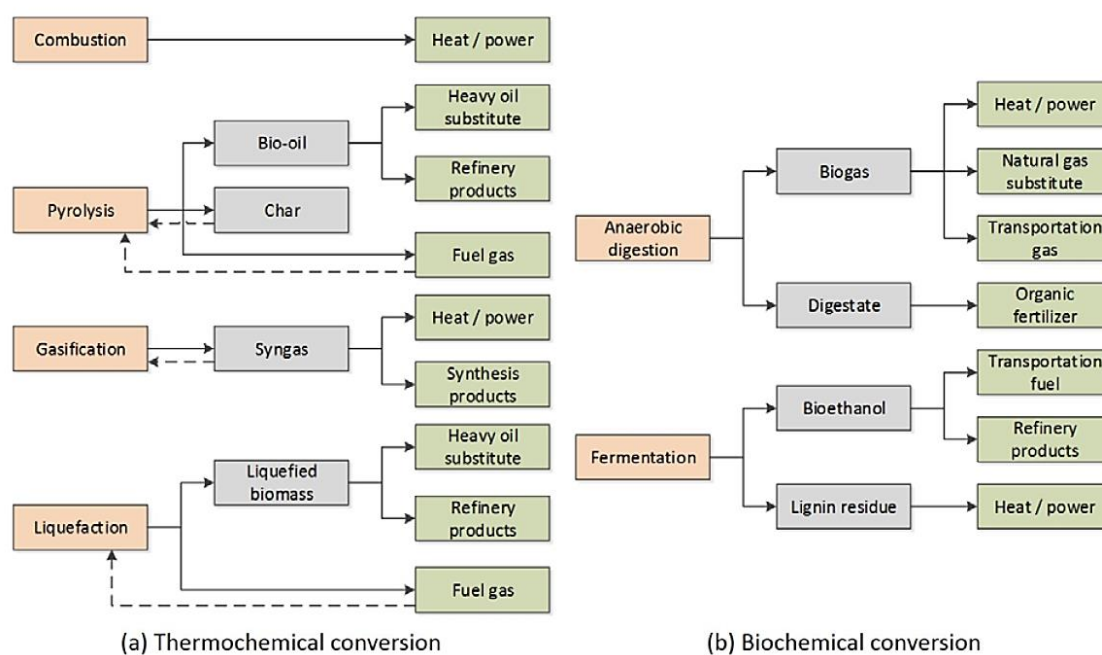 Combustion
Heat / power
Heavy oil
substitute
Bio-oil
Refinery
products
Pyrolysis
Char
Fuel gas
Heat / power
Gasification
Syngas
Synthesis
products
Heavy oil
substitute
Liquefied
biomass
Refinery
products
Liquefaction
Fuel gas
(a) Thermochemical conversion
Heat / power
Biogas
Natural gas
substitute
Anaerobic
digestion
Transportation
gas
Digestate
Organic
fertilizer
Transportation
fuel
Bioethanol
Refinery
products
Fermentation
Lignin residue
Heat / power
(b) Biochemical conversion